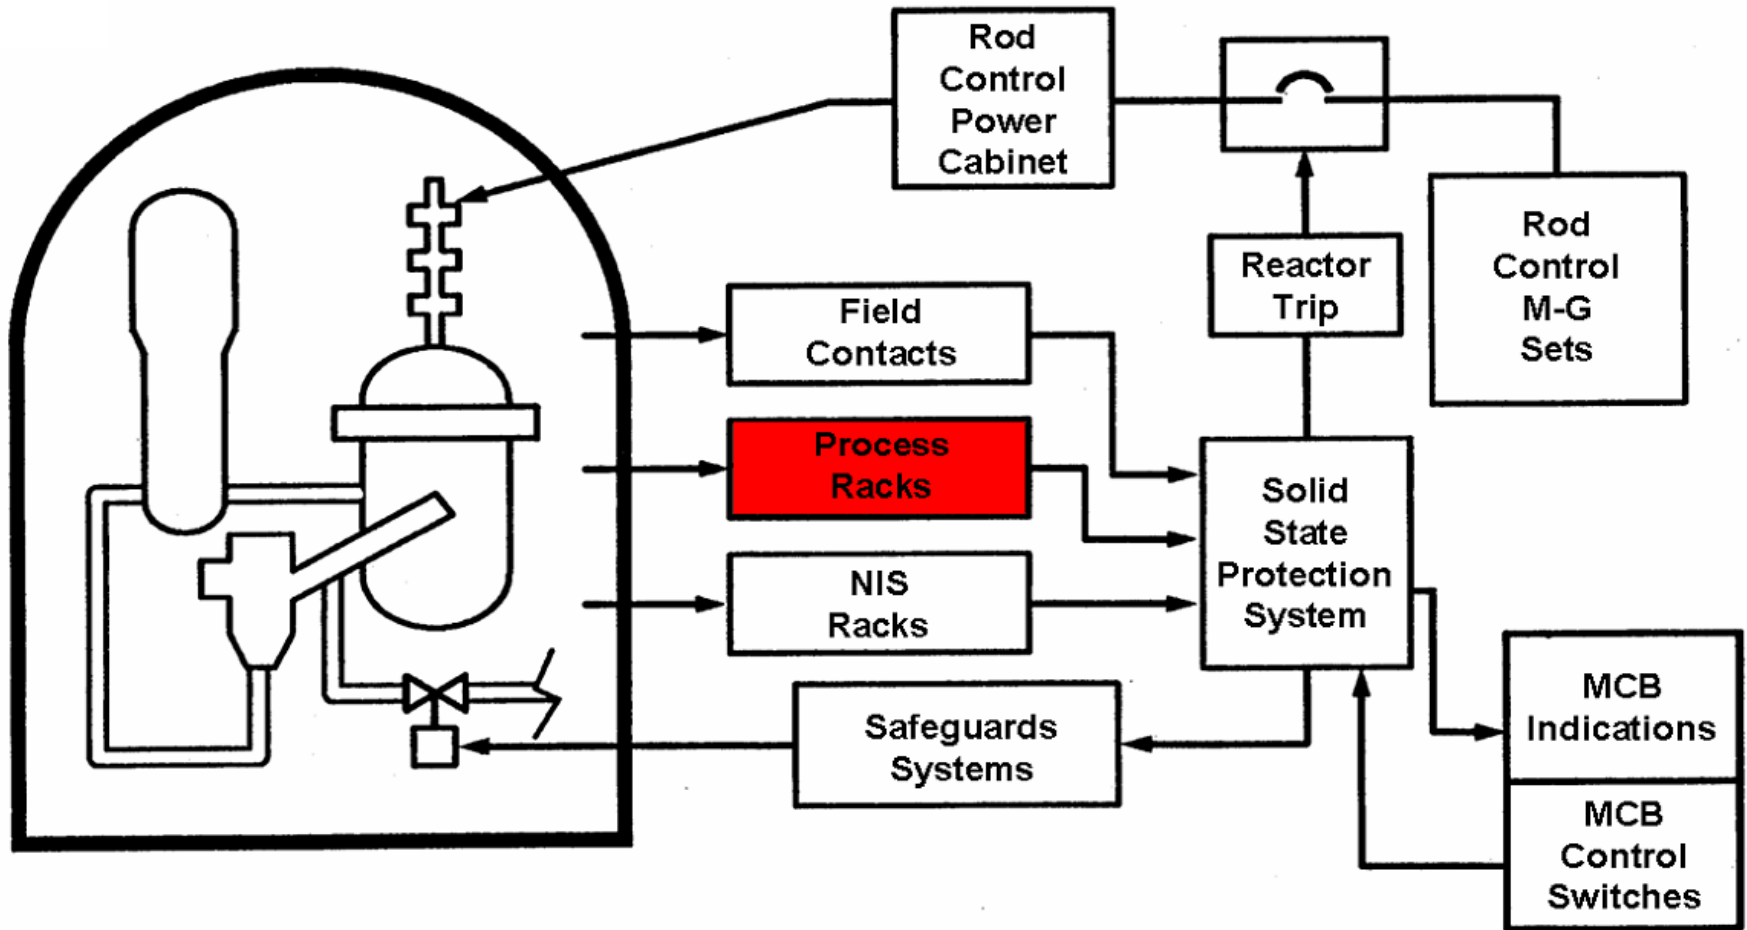 Rod
Control
Power
Cabinet
Rod
Control
M-G
Sets
Reactor
Trip
Field
Contacts
Process
Racks
NIS
Racks
Solid
State
Protection
System
Safeguards
Systems
MCB
Indications
MCB
Control
Switches